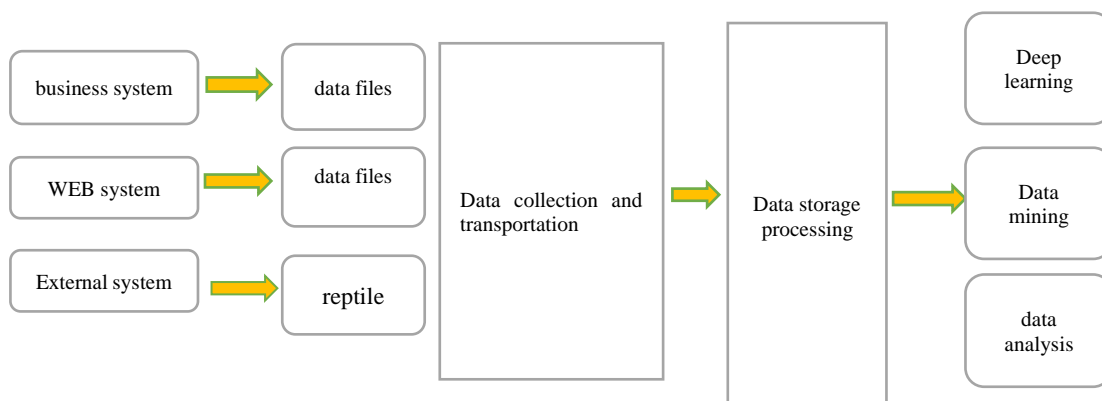 business system
data files
WEB system
data files
External system
reptile
Data collection and
transportation
Data storage
processing
Deep
learning
Data
mining
data
analysis